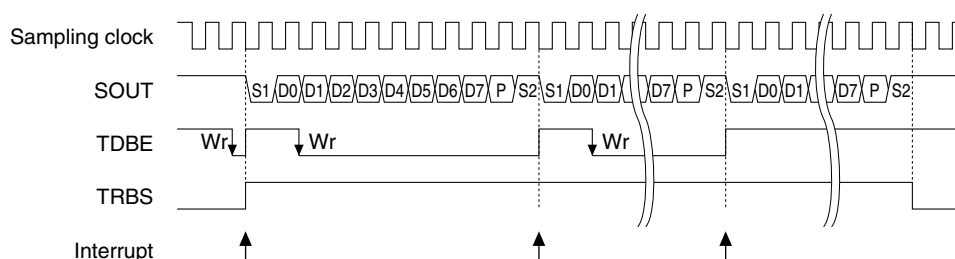 Sampling clock
SOUT S1 D0 D1 D2 D3 D4 D5 D6 D7 P S2 S1 D0 D1 D7 P S2 S1 D0 D1 D7 P S2
TDBE Wr Wr Wr
TRBS
Interrupt